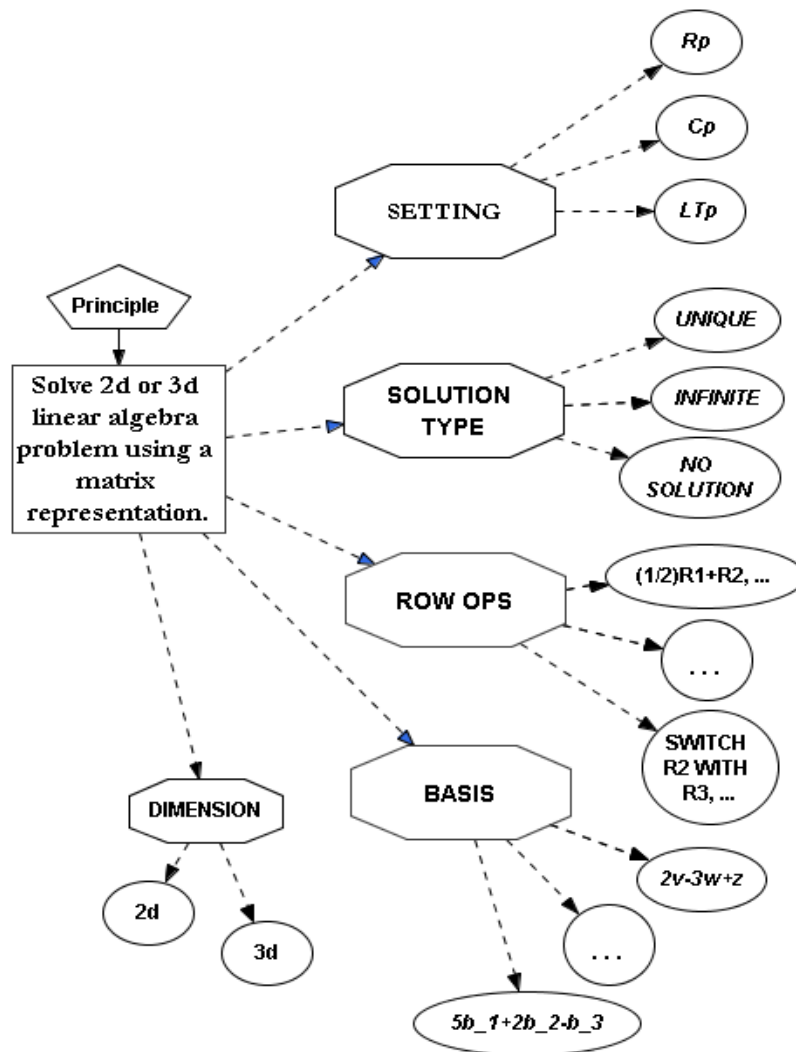 Rp
Cp
SETTING
LTp
Principle
UNIQUE
Solve 2d or 3d
linear algebra
problem using a
matrix
representation.
SOLUTION
TYPE
INFINITE
NO
SOLUTION
ROW OPS
(1/2)R1+R2, ...
...
SWITCH
R2 WITH
R3, ...
DIMENSION
BASIS
2v-3w+z
2d
3d
...
5b_1+2b_2-b_3